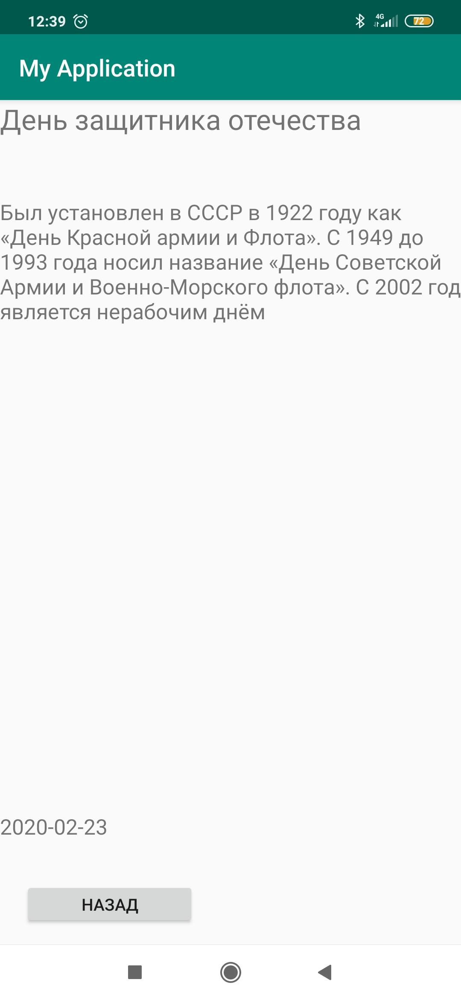 12:39
4G
72
My Application
День защитника отечества
Был установлен в СССР в 1922 году как
«День Красной армии и Флота». С 1949 до
1993 года носил название «День Советской
Армии и Военно-Морского флота». С 2002 год
является нерабочим днём
2020-02-23
НАЗАД